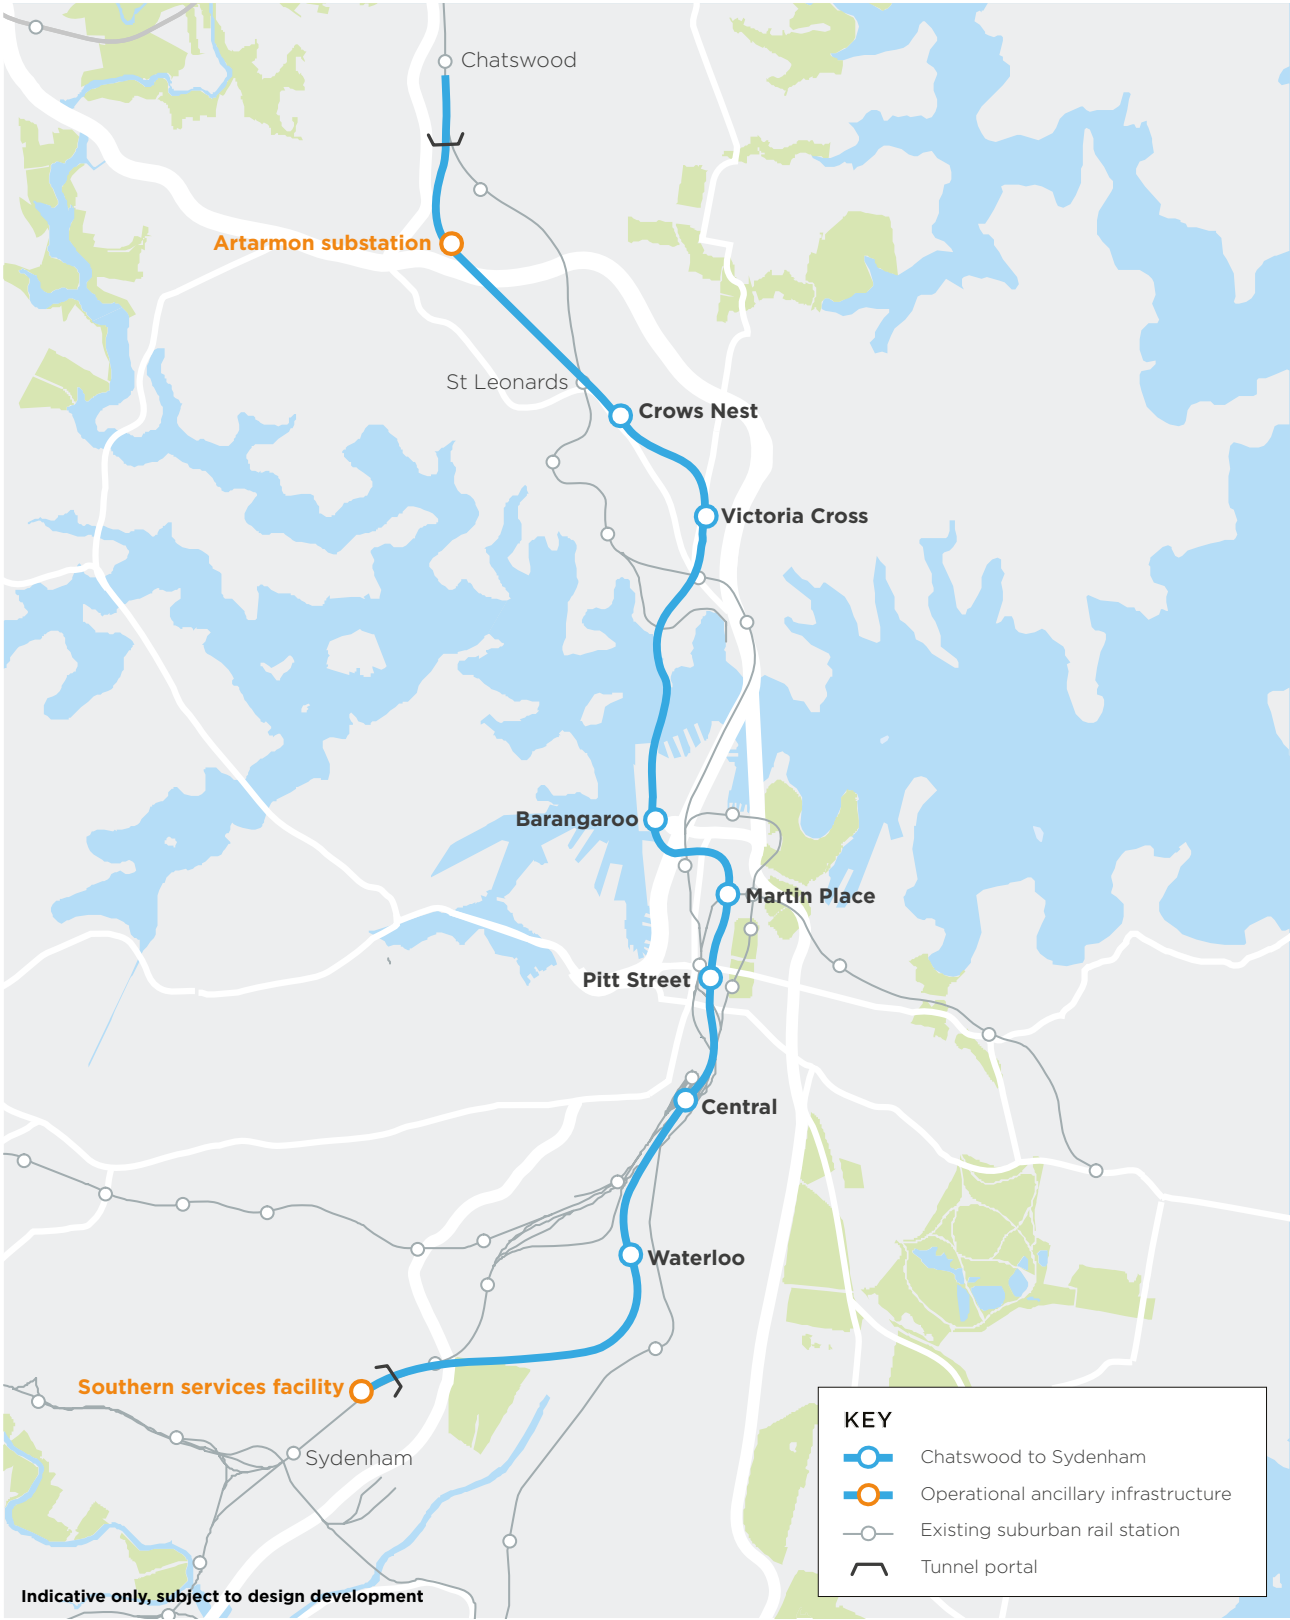 Chatswood
Artarmon substation
St Leonards
Crows Nest
Victoria Cross
Barangaroo
Martin Place
Pitt Street
Central
Waterloo
Southern services facility
Sydenham
KEY
Chatswood to Sydenham
Operational ancillary infrastructure
Existing suburban rail station
Tunnel portal
Indicative only, subject to design development